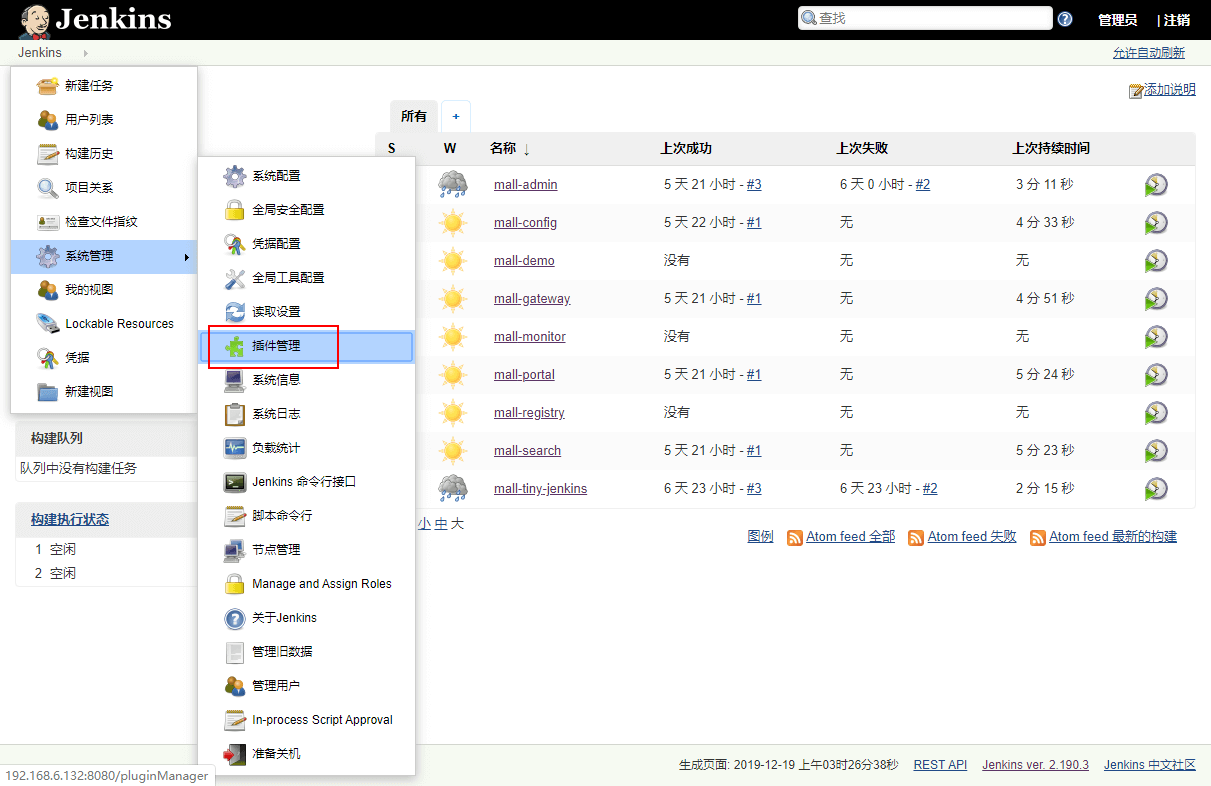 Jenkins
查找
管理员
| 注销
Jenkins
允许自动刷新
新建任务
用户列表
构建历史
项目关系
检查文件指纹
系统管理
我的视图
Lockable Resources
凭据
新建视图
构建队列
队列中没有构建任务
构建执行状态
1 空闲
2 空闲
系统配置
全局安全配置
凭据配置
全局工具配置
读取设置
插件管理
系统信息
系统日志
负载统计
Jenkins 命令行接口
脚本命令行
节点管理
Manage and Assign Roles
关于Jenkins
管理旧数据
管理用户
In-process Script Approval
准备关机
添加说明
所有 +
S W 名称 ↓ 上次成功 上次失败 上次持续时间
mall-admin 5 天 21 小时 - #3 6 天 0 小时 - #2 3 分 11 秒
mall-config 5 天 22 小时 - #1 无 4 分 33 秒
mall-demo 没有 无 无
mall-gateway 5 天 21 小时 - #1 无 4 分 51 秒
mall-monitor 没有 无 无
mall-portal 5 天 21 小时 - #1 无 5 分 24 秒
mall-registry 没有 无 无
mall-search 5 天 21 小时 - #1 无 5 分 23 秒
mall-tiny-jenkins 6 天 23 小时 - #3 6 天 23 小时 - #2 2 分 15 秒
小 中 大
图例 Atom feed 全部 Atom feed 失败 Atom feed 最新的构建
生成页面: 2019-12-19 上午03时26分38秒 REST API Jenkins ver. 2.190.3 Jenkins 中文社区
192.168.6.132:8080/pluginManager